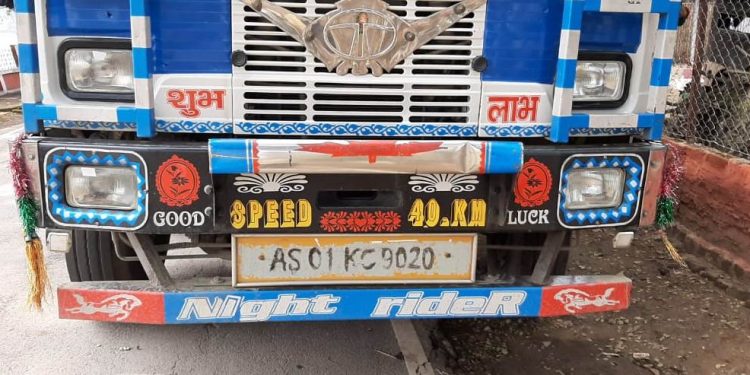 शुभ लाभ
GOOD LUCK
SPEED 40.KM
AS 01 KC 9020
Night rideR